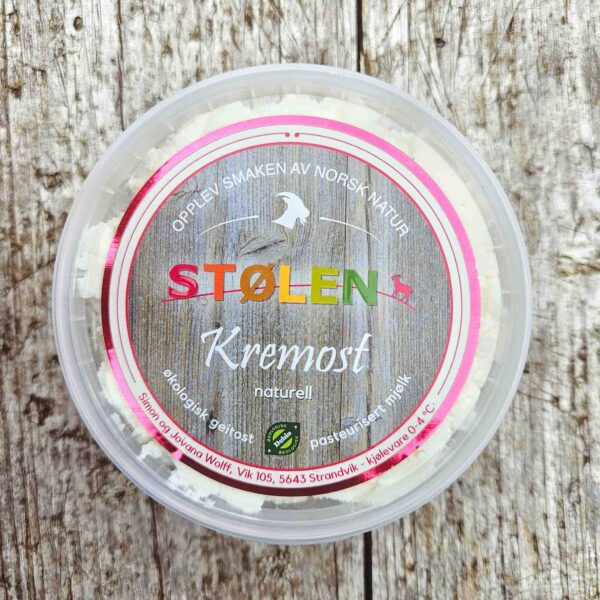 OPPLEV SMAKEN AV NORSK NATUR
STØLEN
Kremost
naturell
økologisk geitost
pasteurisert mjølk
Debio
Simon og Jovana Wolff, Vik 105, 5643 Strandvik - kjølevare 0-4 °C